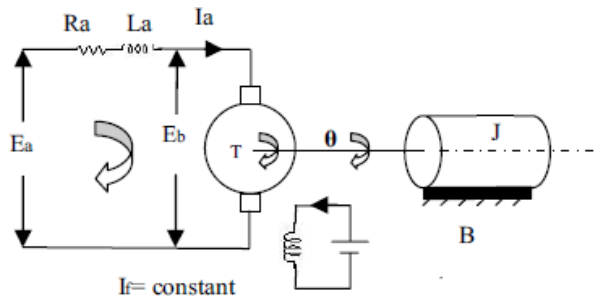 Ra La Ia
Ea Eb T θ J
B
If= constant